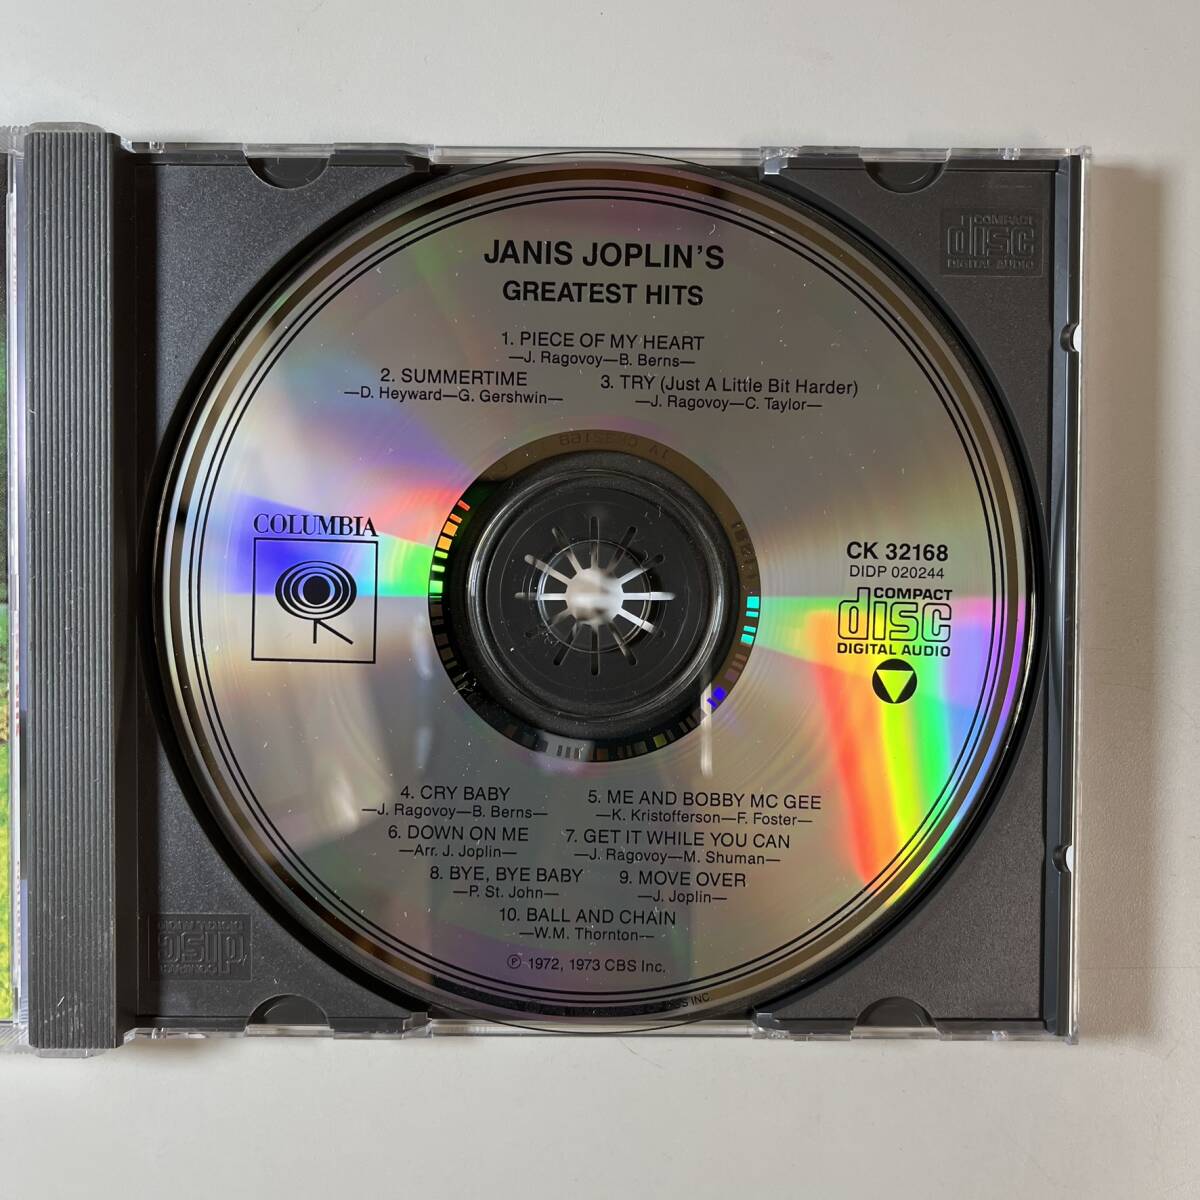 JANIS JOPLIN'S
GREATEST HITS
1. PIECE OF MY HEART
—J. Ragovoy—B. Berns—
2. SUMMERTIME
—D. Heyward—G. Gershwin—
3. TRY (Just A Little Bit Harder)
—J. Ragovoy—C. Taylor—
COLUMBIA
CK 32168
DIDP 020244
COMPACT
disc
DIGITAL AUDIO
4. CRY BABY
—J. Ragovoy—B. Berns—
5. ME AND BOBBY MC GEE
—K. Kristofferson—F. Foster—
6. DOWN ON ME
—Arr. J. Joplin—
7. GET IT WHILE YOU CAN
—J. Ragovoy—M. Shuman—
8. BYE, BYE BABY
—P. St. John—
9. MOVE OVER
—J. Joplin—
10. BALL AND CHAIN
—W.M. Thornton—
℗ 1972, 1973 CBS Inc.
COMPACT
disc
DIGITAL AUDIO
COMPACT
disc
DIGITAL AUDIO